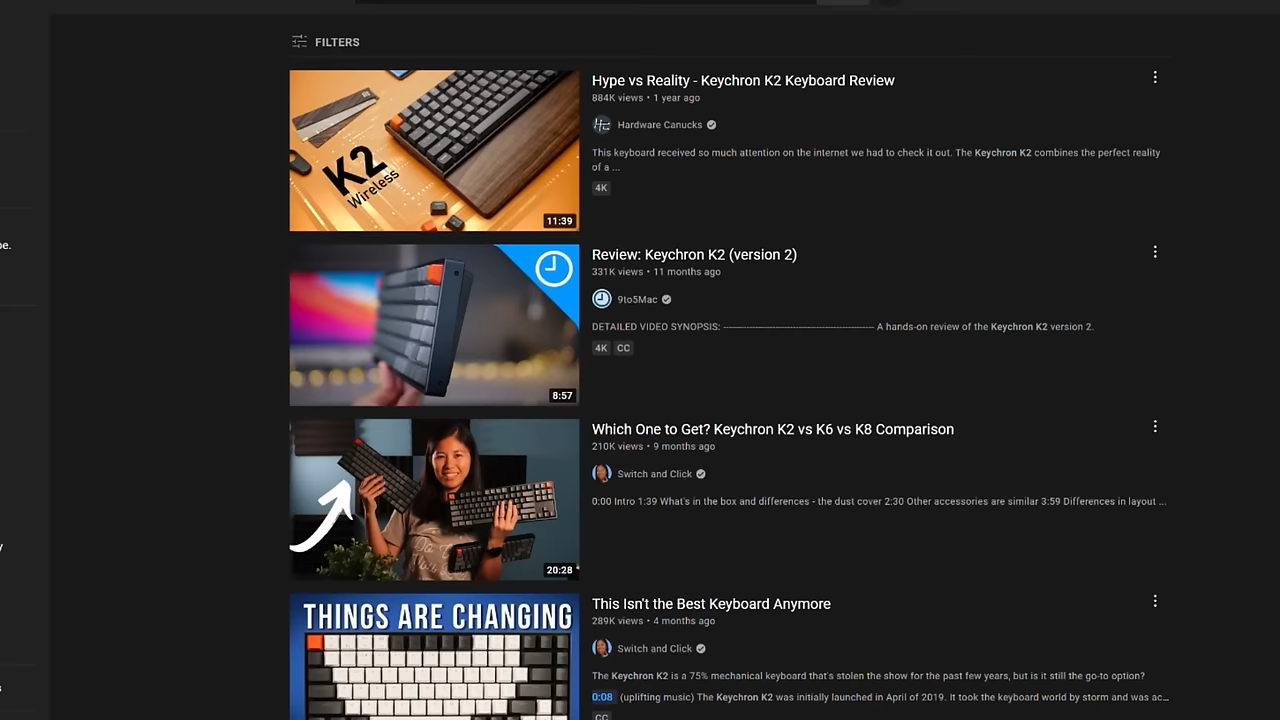 FILTERS
K2
Wireless
11:39
Hype vs Reality - Keychron K2 Keyboard Review
884K views • 1 year ago
Hardware Canucks
This keyboard received so much attention on the internet we had to check it out. The Keychron K2 combines the perfect reality
of a ...
4K
pe.
8:57
Review: Keychron K2 (version 2)
331K views • 11 months ago
9to5Mac
DETAILED VIDEO SYNOPSIS: ---------------------------------------------------- A hands-on review of the Keychron K2 version 2.
4K CC
20:28
Which One to Get? Keychron K2 vs K6 vs K8 Comparison
210K views • 9 months ago
Switch and Click
0:00 Intro 1:39 What's in the box and differences - the dust cover 2:30 Other accessories are similar 3:59 Differences in layout ...
y
THINGS ARE CHANGING
This Isn't the Best Keyboard Anymore
289K views • 4 months ago
Switch and Click
The Keychron K2 is a 75% mechanical keyboard that's stolen the show for the past few years, but is it still the go-to option?
s
0:08 (uplifting music) The Keychron K2 was initially launched in April of 2019. It took the keyboard world by storm and was ac...
CC